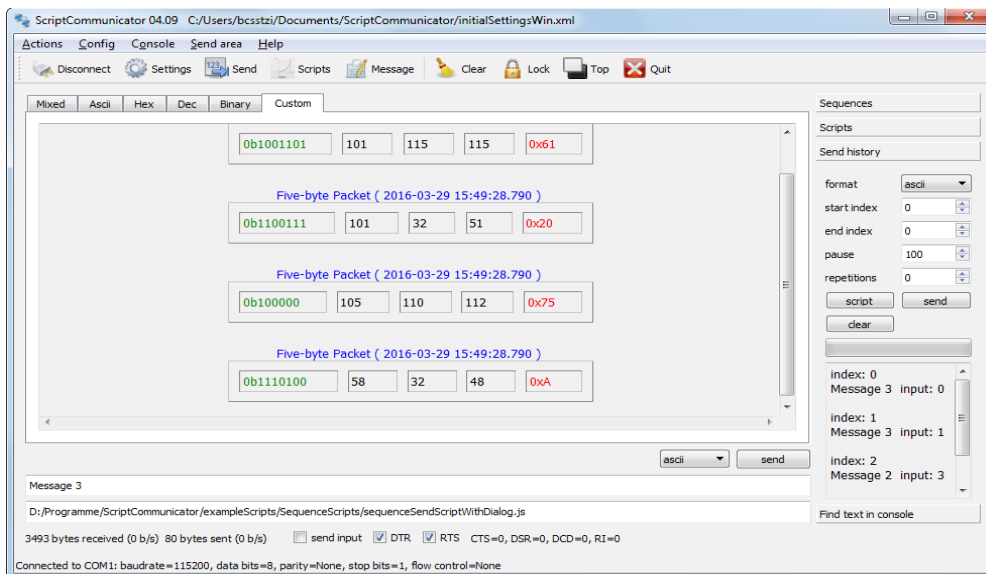 ScriptCommunicator 04.09 C:/Users/bcsstzi/Documents/ScriptCommunicator/initialSettingsWin.xml
Actions Config Console Send area Help
Disconnect Settings 123 Send Scripts Message Clear Lock Top Quit
Mixed Ascii Hex Dec Binary Custom
0b1001101 101 115 115 0x61
Five-byte Packet ( 2016-03-29 15:49:28.790 )
0b1100111 101 32 51 0x20
Five-byte Packet ( 2016-03-29 15:49:28.790 )
0b100000 105 110 112 0x75
Five-byte Packet ( 2016-03-29 15:49:28.790 )
0b1110100 58 32 48 0xA
ascii send
Message 3
D:/Programme/ScriptCommunicator/exampleScripts/SequenceScripts/sequenceSendScriptWithDialog.js
3493 bytes received (0 b/s) 80 bytes sent (0 b/s) send input DTR RTS CTS=0, DSR=0, DCD=0, RI=0
Connected to COM1: baudrate=115200, data bits=8, parity=None, stop bits=1, flow control=None
Sequences
Scripts
Send history
format ascii
start index 0
end index 0
pause 100
repetitions 0
script send
clear
index: 0
Message 3 input: 0
index: 1
Message 3 input: 1
index: 2
Message 2 input: 3
Find text in console